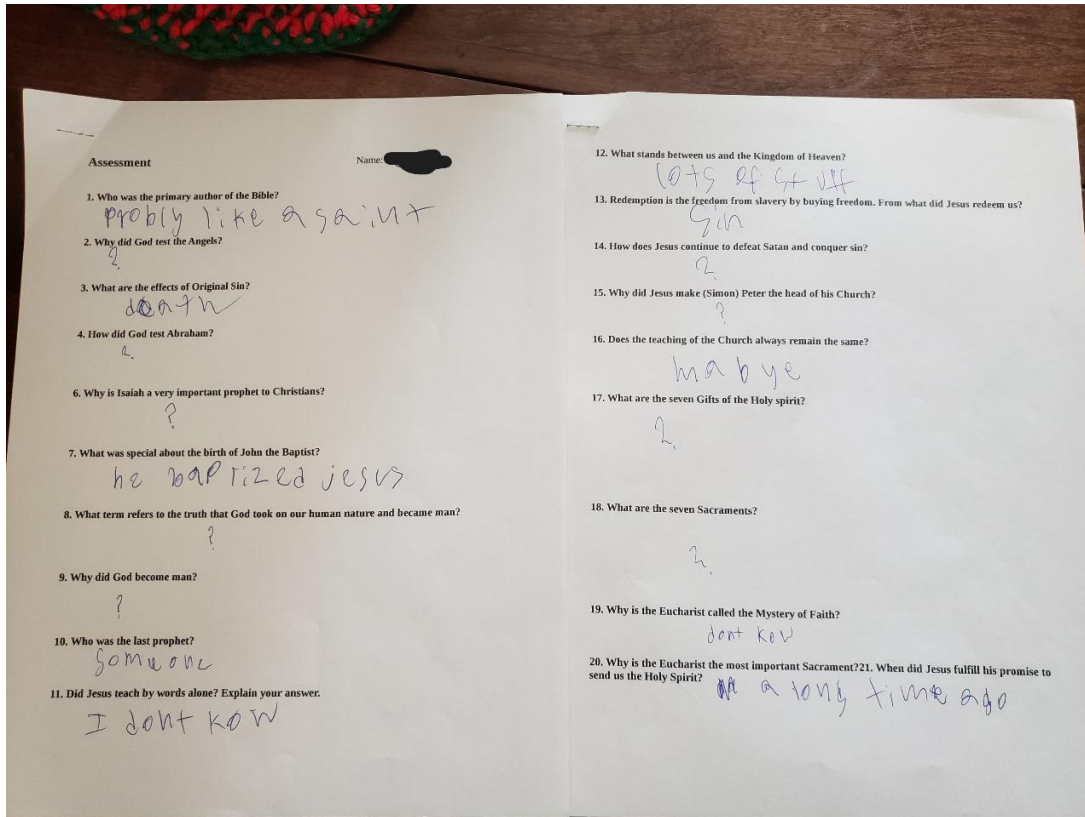 Assessment
Name:
1. Who was the primary author of the Bible?
probly like a saint
2. Why did God test the Angels?
?
3. What are the effects of Original Sin?
death
4. How did God test Abraham?
?
6. Why is Isaiah a very important prophet to Christians?
?
7. What was special about the birth of John the Baptist?
he baptized jesus
8. What term refers to the truth that God took on our human nature and became man?
?
9. Why did God become man?
?
10. Who was the last prophet?
someone
11. Did Jesus teach by words alone? Explain your answer.
I dont kow
12. What stands between us and the Kingdom of Heaven?
lots of stuff
13. Redemption is the freedom from slavery by buying freedom. From what did Jesus redeem us?
Sin
14. How does Jesus continue to defeat Satan and conquer sin?
?
15. Why did Jesus make (Simon) Peter the head of his Church?
?
16. Does the teaching of the Church always remain the same?
mabye
17. What are the seven Gifts of the Holy spirit?
?
18. What are the seven Sacraments?
?
19. Why is the Eucharist called the Mystery of Faith?
dont kow
20. Why is the Eucharist the most important Sacrament?21. When did Jesus fulfill his promise to
send us the Holy Spirit?
a long time ago